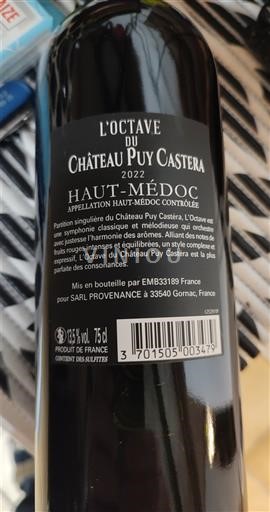 L'OCTAVE
DU
CHÂTEAU PUY CASTERA
2022
HAUT-MÉDOC
APPELLATION HAUT-MÉDOC CONTRÔLÉE
Partition singulière du Château Puy Castéra, L'Octave est
une symphonie classique et mélodieuse qui orchestre
avec justesse l'harmonie des arômes. Alliant des notes de
fruits rouges intenses et équilibrées, un style complexe et
expressif, L'Octave du Château Puy Castera est la plus
parfaite des consonances.
VINIOU
Mis en bouteille par EMB33189 France
pour SARL PROVENANCE à 33540 Gornac, France
13,5 % vol. 75 cl
PRODUIT DE FRANCE
CONTIENT DES SULFITES
3 701505 003479